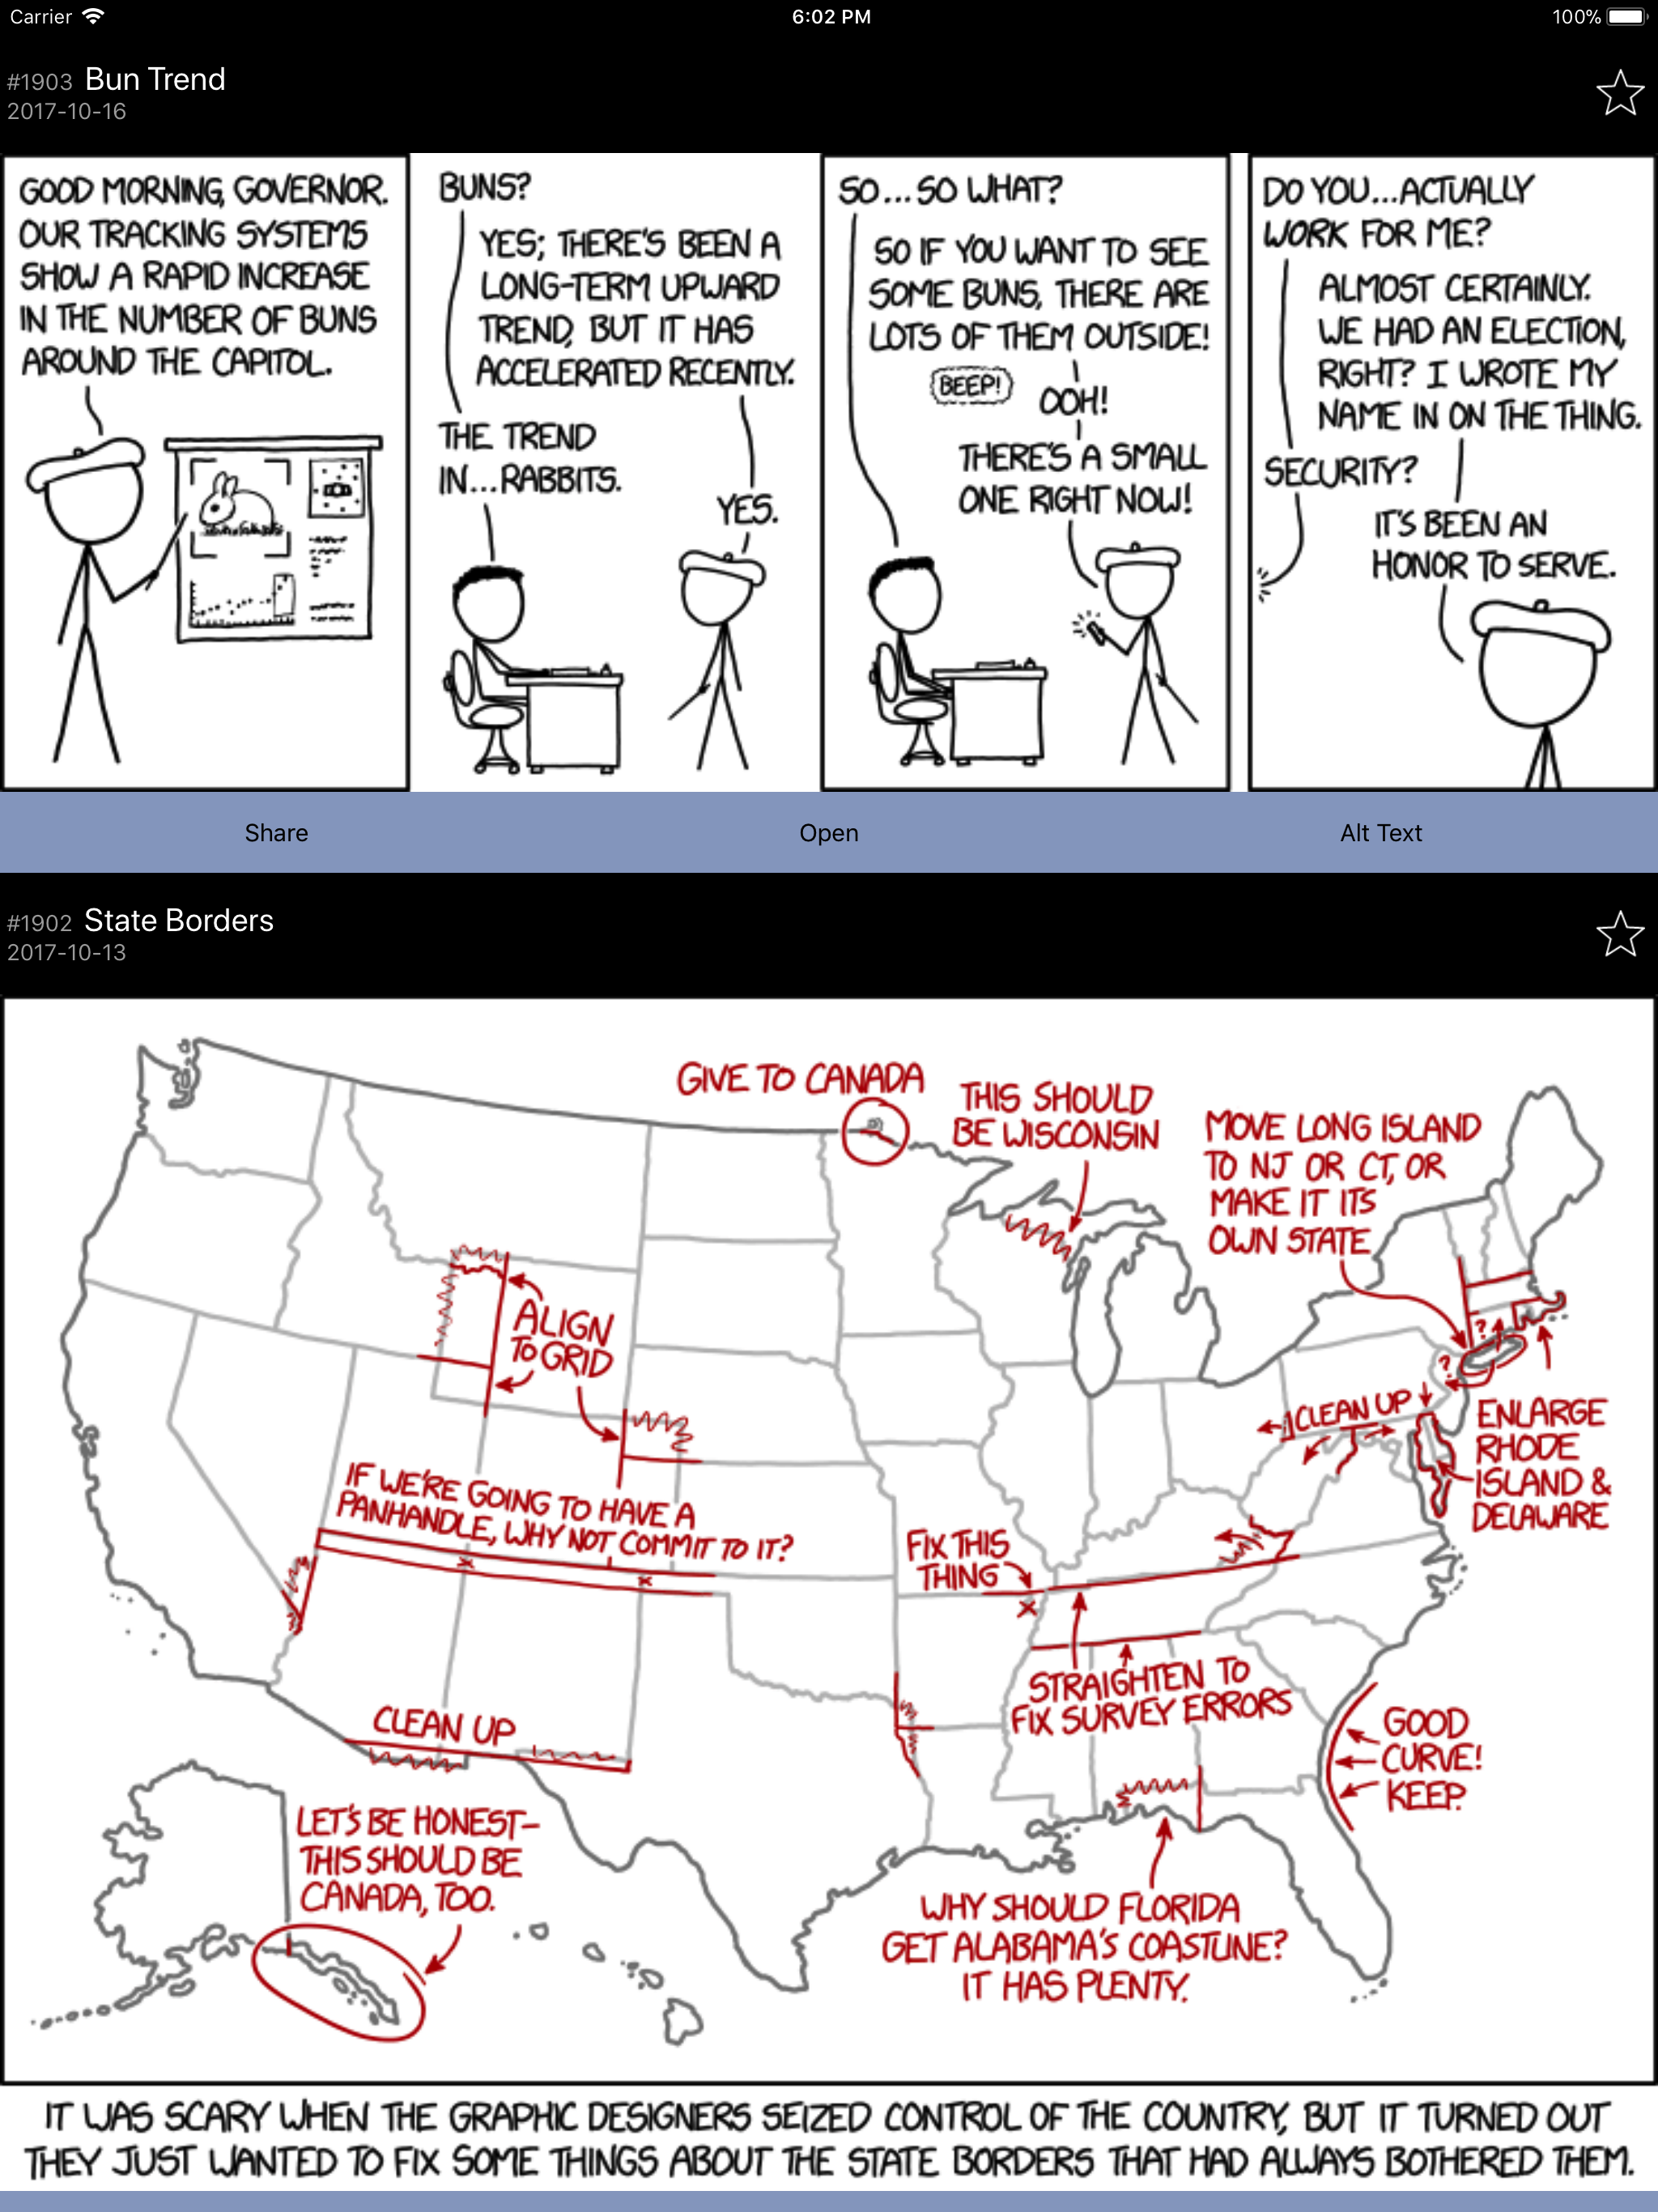 Carrier
6:02 PM
100%
#1903 Bun Trend
2017-10-16
GOOD MORNING, GOVERNOR.
OUR TRACKING SYSTEMS
SHOW A RAPID INCREASE
IN THE NUMBER OF BUNS
AROUND THE CAPITOL.
BUNS?
YES; THERE'S BEEN A
LONG-TERM UPWARD
TREND, BUT IT HAS
ACCELERATED RECENTLY.
THE TREND
IN...RABBITS.
YES.
SO...SO WHAT?
SO IF YOU WANT TO SEE
SOME BUNS, THERE ARE
LOTS OF THEM OUTSIDE!
BEEP!
OOH!
THERE'S A SMALL
ONE RIGHT NOW!
DO YOU...ACTUALLY
WORK FOR ME?
ALMOST CERTAINLY.
WE HAD AN ELECTION,
RIGHT? I WROTE MY
NAME IN ON THE THING.
SECURITY?
IT'S BEEN AN
HONOR TO SERVE.
Share
Open
Alt Text
#1902 State Borders
2017-10-13
GIVE TO CANADA
THIS SHOULD
BE WISCONSIN
MOVE LONG ISLAND
TO NJ OR CT, OR
MAKE IT ITS
OWN STATE
ALIGN
TO GRID
?
?
CLEAN UP
ENLARGE
RHODE
ISLAND &
DELAWARE
IF WE'RE GOING TO HAVE A
PANHANDLE, WHY NOT COMMIT TO IT?
FIX THIS
THING
STRAIGHTEN TO
FIX SURVEY ERRORS
CLEAN UP
GOOD
CURVE!
KEEP.
LET'S BE HONEST—
THIS SHOULD BE
CANADA, TOO.
WHY SHOULD FLORIDA
GET ALABAMA'S COASTLINE?
IT HAS PLENTY.
IT WAS SCARY WHEN THE GRAPHIC DESIGNERS SEIZED CONTROL OF THE COUNTRY, BUT IT TURNED OUT
THEY JUST WANTED TO FIX SOME THINGS ABOUT THE STATE BORDERS THAT HAD ALWAYS BOTHERED THEM.